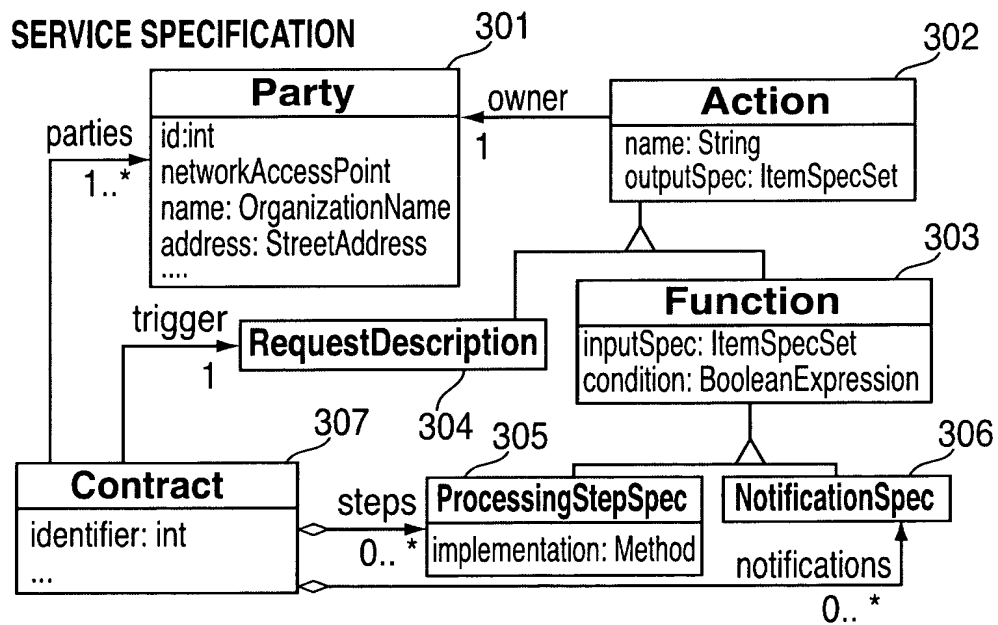 SERVICE SPECIFICATION
301
302
Party
id:int
networkAccessPoint
name: OrganizationName
address: StreetAddress
....
owner
1
Action
name: String
outputSpec: ItemSpecSet
parties
1..*
303
Function
inputSpec: ItemSpecSet
condition: BooleanExpression
trigger
1
RequestDescription
304
307
305
306
Contract
identifier: int
...
steps
0.. *
ProcessingStepSpec
implementation: Method
NotificationSpec
notifications
0.. *